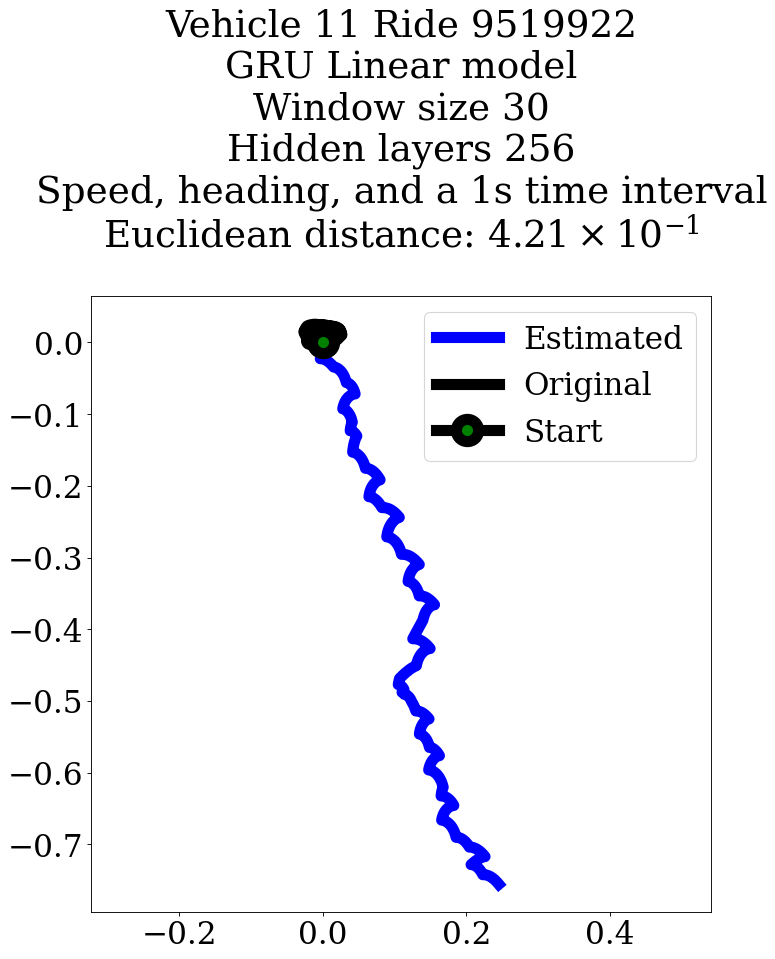 Vehicle 11 Ride 9519922
GRU Linear model
Window size 30
Hidden layers 256
Speed, heading, and a 1s time interval
Euclidean distance: 4.21 × 10⁻¹
Estimated
Original
Start
0.0
−0.1
−0.2
−0.3
−0.4
−0.5
−0.6
−0.7
−0.2 0.0 0.2 0.4